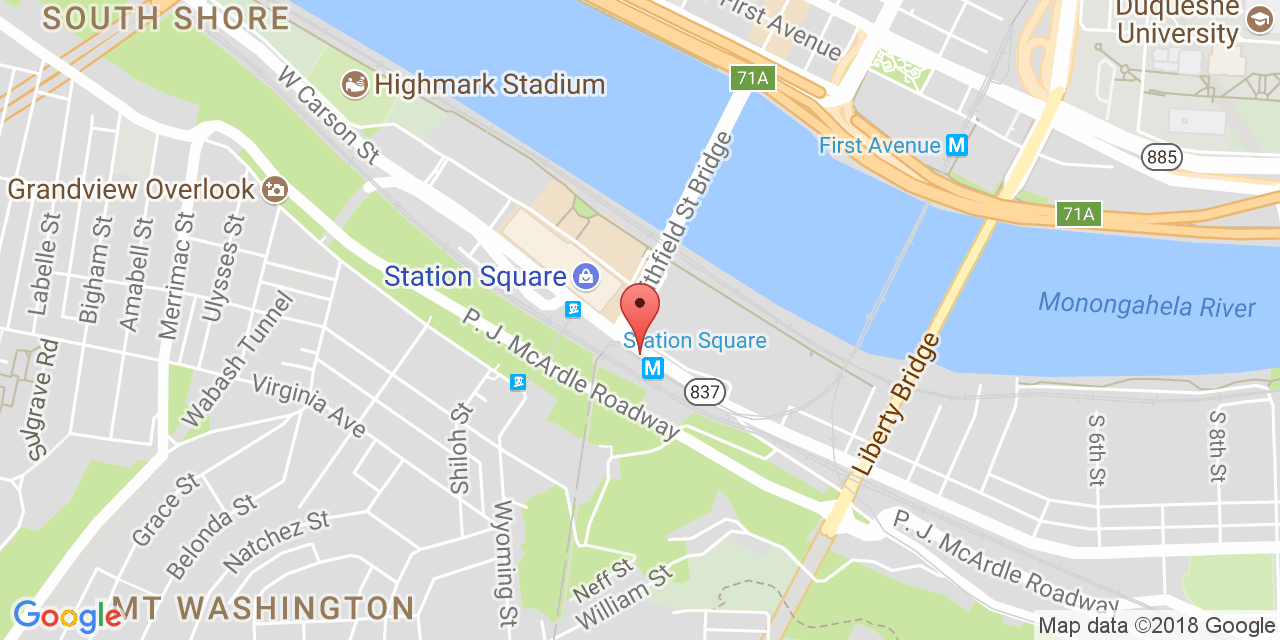 SOUTH SHORE
First Avenue
Duquesne
University
71A
Highmark Stadium
W Carson St
First Avenue
M
885
Grandview Overlook
71A
Labelle St
Bigham St
Amabell St
Merrimac St
Ulysses St
Smithfield St Bridge
Station Square
Monongahela River
Wabash Tunnel
P. J. McArdle Roadway
Station Square
M
Sulgrave Rd
Virginia Ave
837
Liberty Bridge
Shiloh St
S 6th St
S 8th St
Grace St
Belonda St
Natchez St
Wyoming St
P. J. McArdle Roadway
Neff St
William St
Google
MT WASHINGTON
Map data ©2018 Google